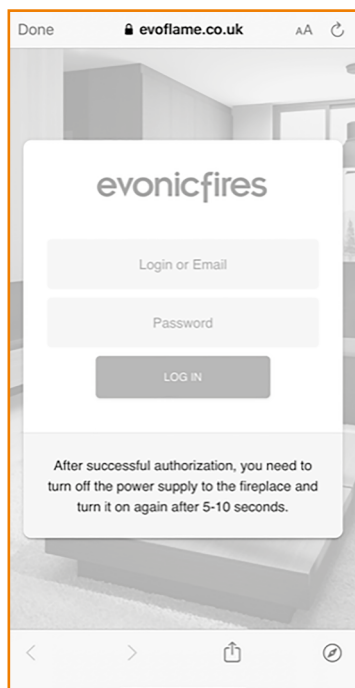 Done
evoflame.co.uk
AA
evonicfires
Login or Email
Password
LOG IN
After successful authorization, you need to
turn off the power supply to the fireplace and
turn it on again after 5-10 seconds.